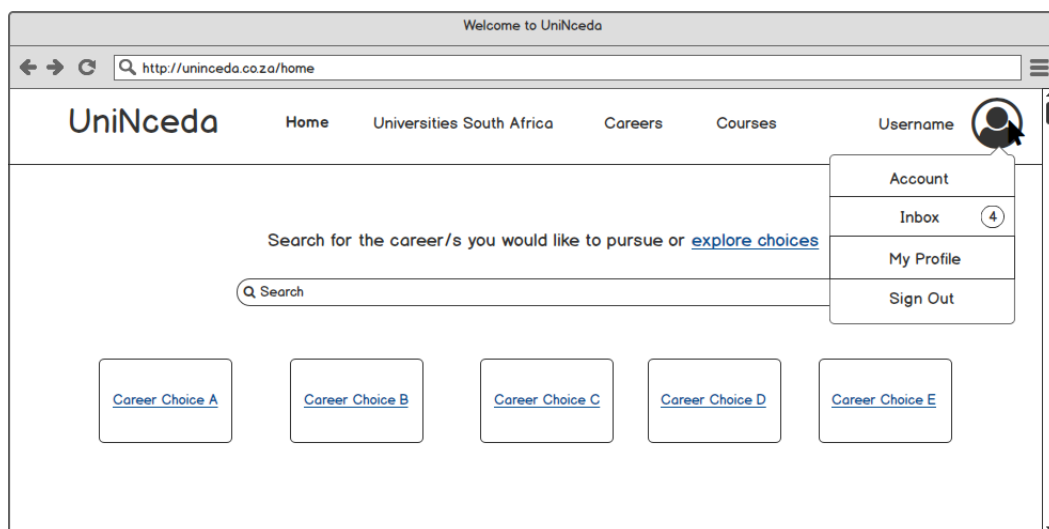 Welcome to UniNceda
http://uninceda.co.za/home
UniNceda Home Universities South Africa Careers Courses Username
Account
Inbox 4
Search for the career/s you would like to pursue or explore choices
My Profile
Search
Sign Out
Career Choice A Career Choice B Career Choice C Career Choice D Career Choice E